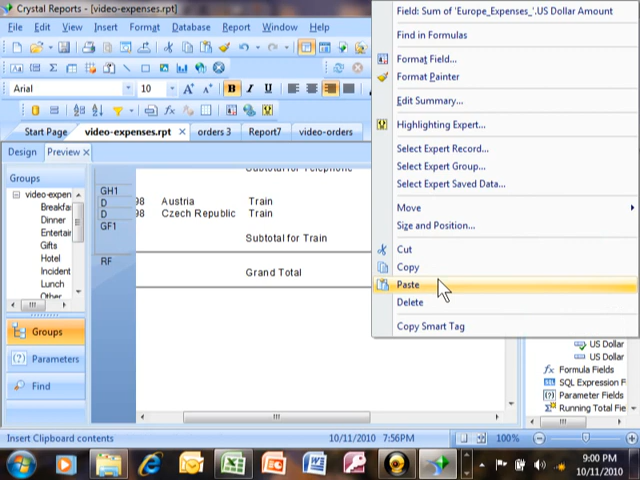 Crystal Reports - [video-expenses.rpt]
File Edit View Insert Format Database Report Window Help
Arial 10 B I U
Start Page video-expenses.rpt × orders 3 Report7 video-orders
Design Preview ×
Groups
video-expen
Breakfa
Dinner
Entertair
Gifts
Hotel
Incident
Lunch
Other
Groups
Parameters
Find
Subtotal for Telephone
GH1
D 98 Austria Train
D 98 Czech Republic Train
GF1
Subtotal for Train
RF
Grand Total
Field: Sum of 'Europe_Expenses_'.US Dollar Amount
Find in Formulas
Format Field...
Format Painter
Edit Summary...
Highlighting Expert...
Select Expert Record...
Select Expert Group...
Select Expert Saved Data...
Move
Size and Position...
Cut
Copy
Paste
Delete
Copy Smart Tag
US Dollar
US Dollar
Formula Fields
SQL Expression F
Parameter Fields
Running Total Fie
Insert Clipboard contents 10/11/2010 7:56PM 100%
9:00 PM
10/11/2010